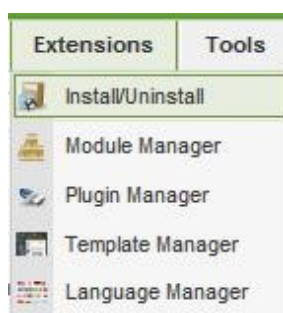 Extensions Tools
Install/Uninstall
Module Manager
Plugin Manager
Template Manager
Language Manager